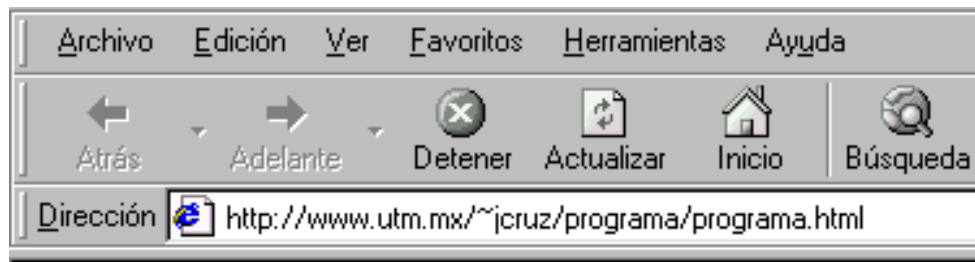 Archivo Edición Ver Favoritos Herramientas Ayuda
Atrás Adelante Detener Actualizar Inicio Búsqueda
Dirección http://www.utm.mx/~jcruz/programa/programa.html